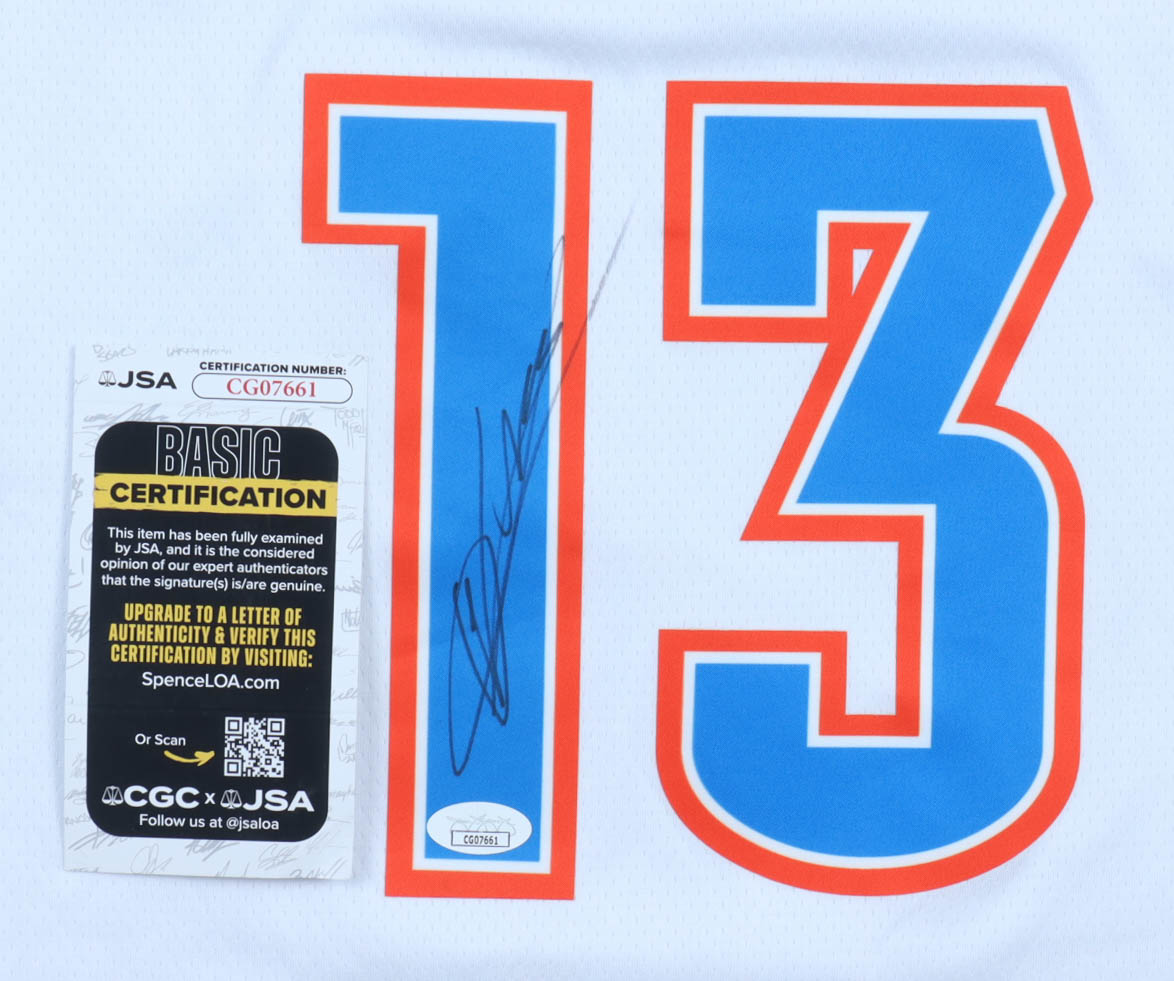 13
JSA
CERTIFICATION NUMBER:
CG07661
BASIC
CERTIFICATION
This item has been fully examined
by JSA, and it is the considered
opinion of our expert authenticators
that the signature(s) is/are genuine.
UPGRADE TO A LETTER OF
AUTHENTICITY & VERIFY THIS
CERTIFICATION BY VISITING:
SpenceLOA.com
Or Scan
CGC x JSA
Follow us at @jsaloa
CG07661